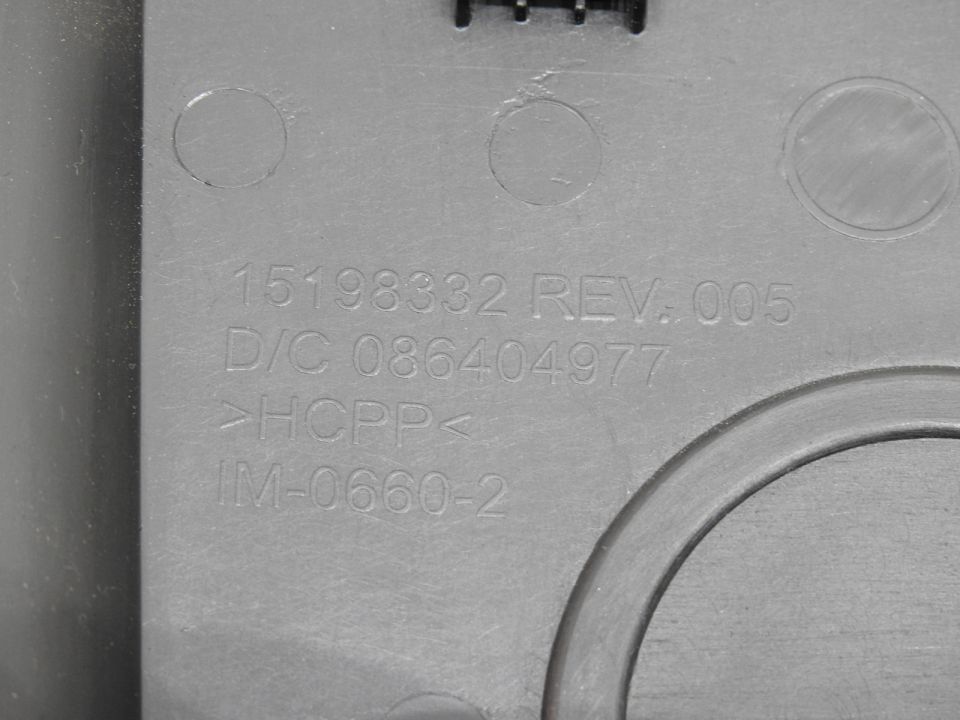 15198332 REV. 005
D/C 086404977
>HCPP<
IM-0660-2